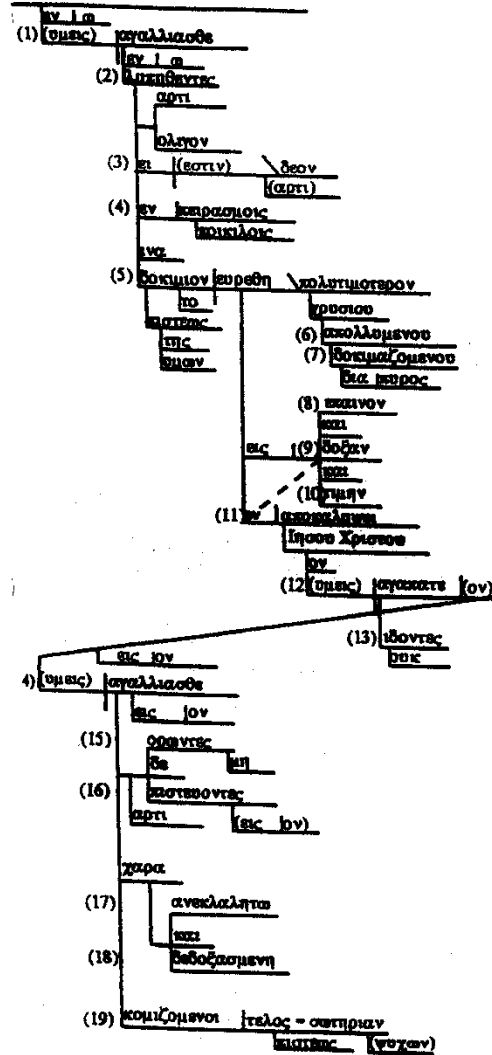 εν ω
(1) (υμεις) αγαλλιασθε
εν ω
(2) λυπηθεντες
αρτι
ολιγον
(3) ει (εστιν) δεον
(αρτι)
(4) εν πειρασμοις
ποικιλοις
ινα
(5) δοκιμιον ευρεθη πολυτιμοτερον
το χρυσιου
πιστεως (6) απολλυμενου
της (7) δοκιμαζομενου
υμων δια πυρος
(8) επαινον
και
εις (9) δοξαν
και
(10) τιμην
(11) εν αποκαλυψει
Ιησου Χριστου
ον
(12) (υμεις) αγαπατε (ον)
(13) ιδοντες
ουκ
εις ον
4) (υμεις) αγαλλιασθε
εις ον
(15) ορωντες
δε μη
(16) πιστευοντες
αρτι (εις ον)
χαρα
(17) ανεκλαλητω
και
(18) δεδοξασμενη
(19) κομιζομενοι τελος = σωτηριαν
πιστεως (ψυχων)